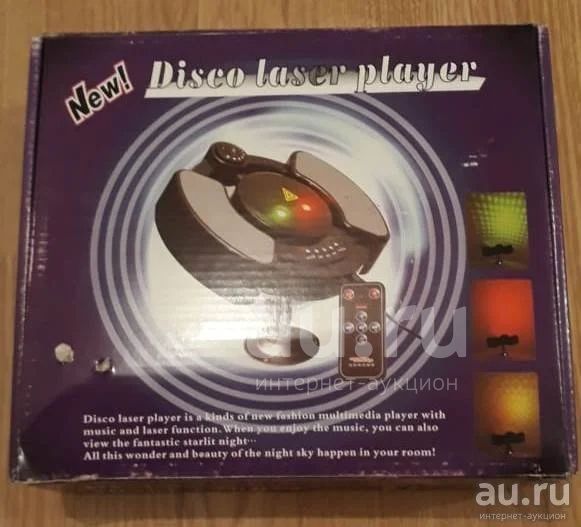 New!
Disco laser player
au.ru
интернет-аукцион
Disco laser player is a kinds of new fashion multimedia player with
music and laser function. When you enjoy the music, you can also
view the fantastic starlit night···
All this wonder and beauty of the night sky happen in your room!
au.ru
интернет-аукцион